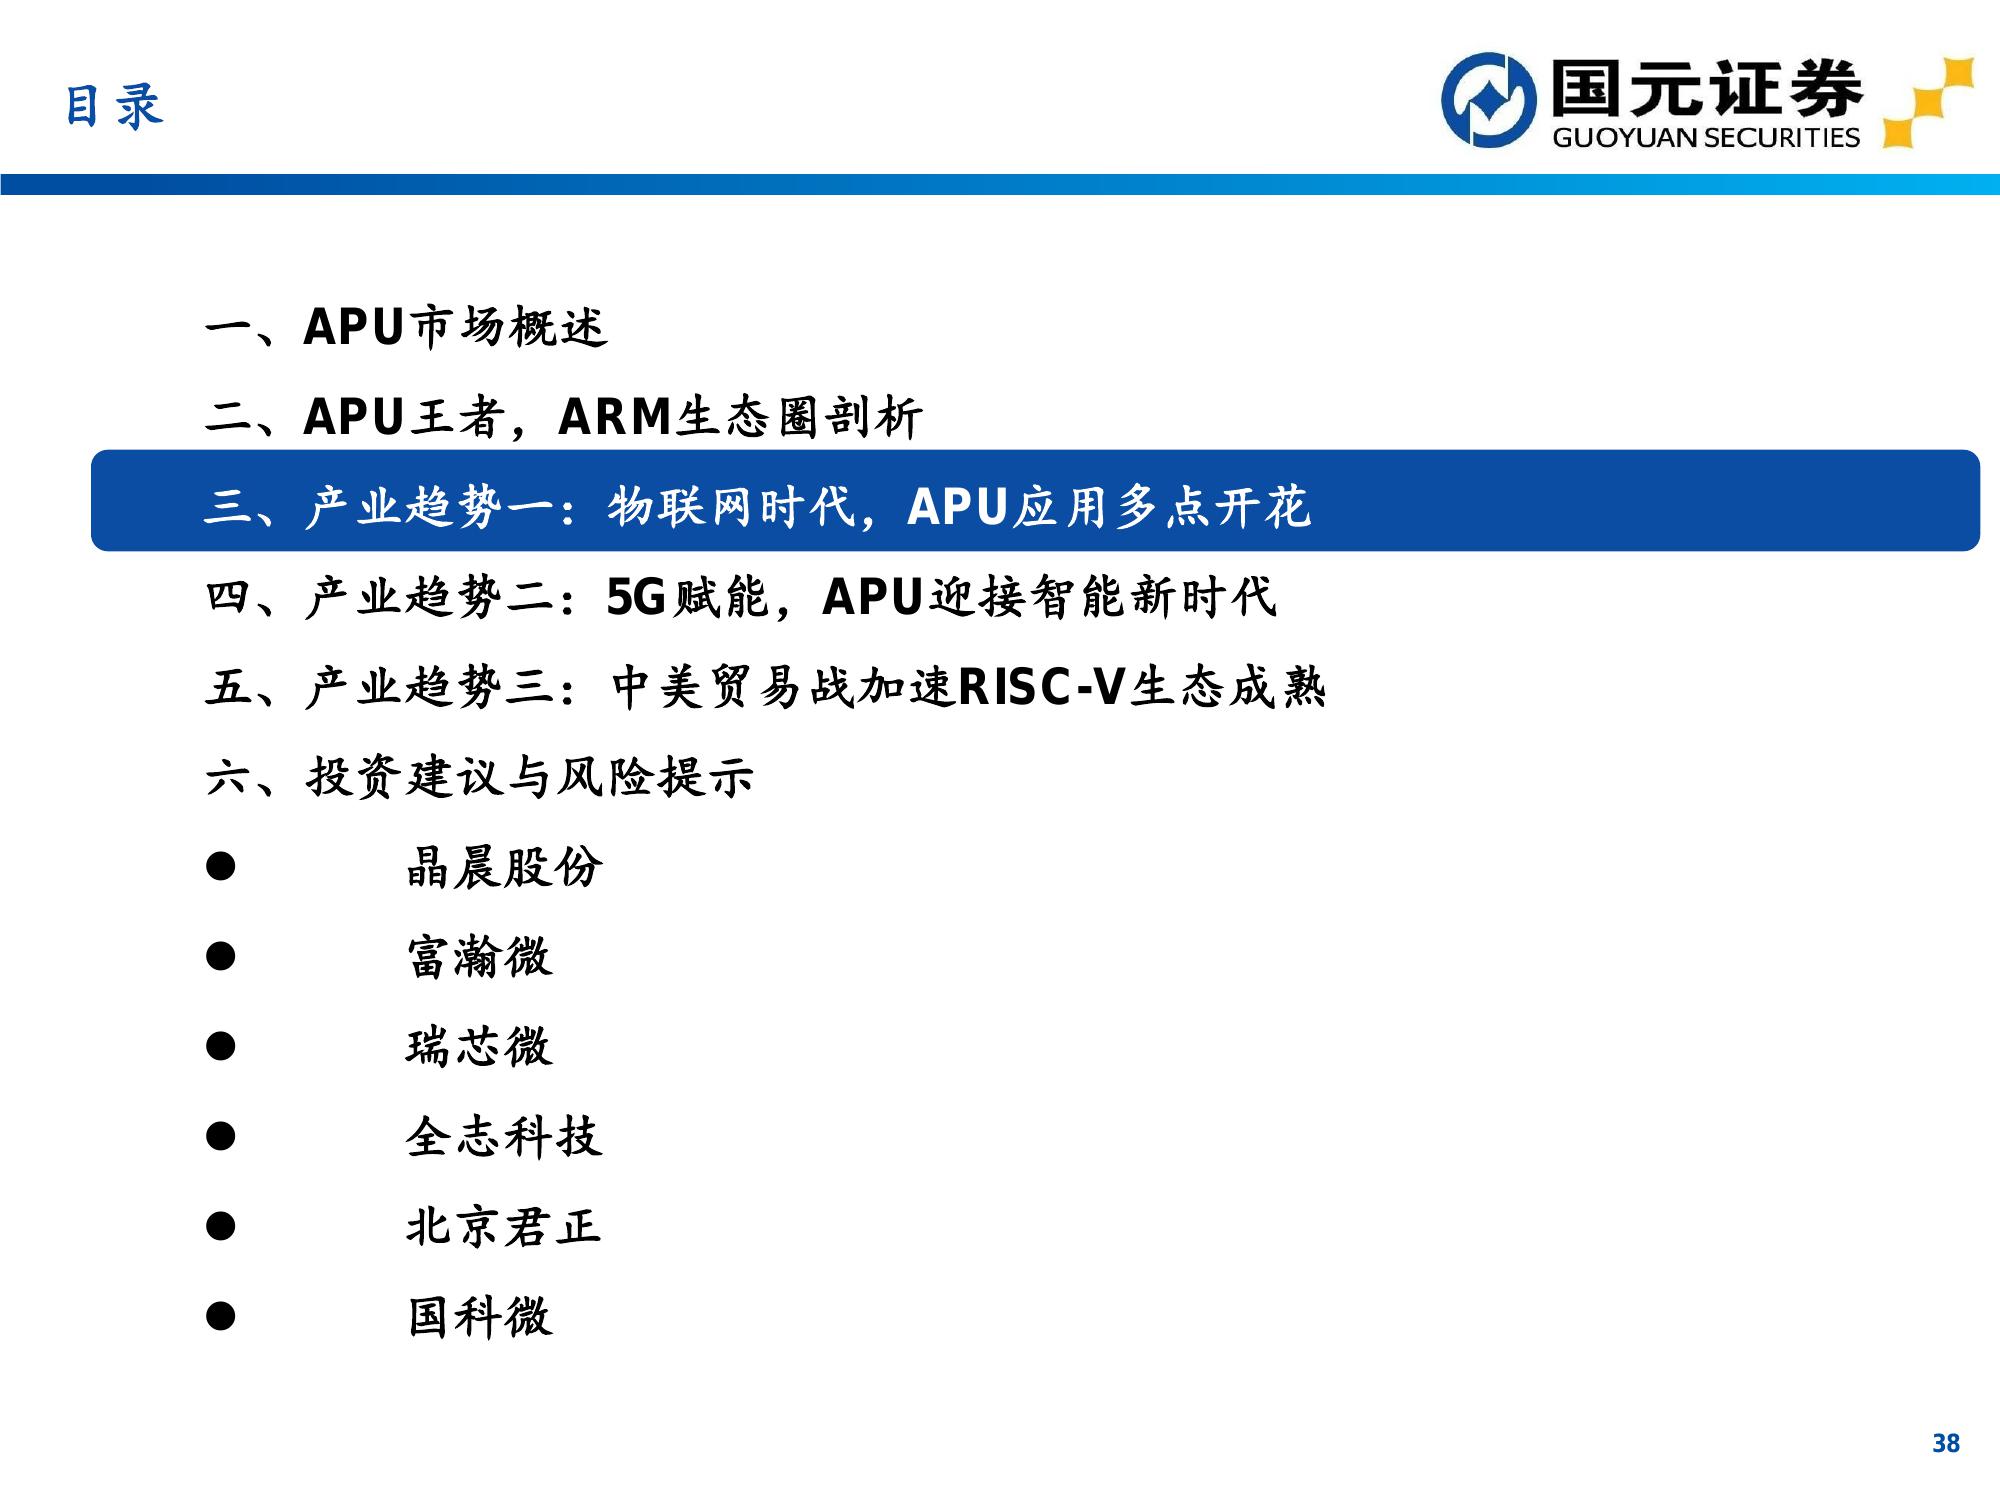 目录
国元证券
GUOYUAN SECURITIES
一、APU市场概述
二、APU王者，ARM生态圈剖析
三、产业趋势一：物联网时代，APU应用多点开花
四、产业趋势二：5G赋能，APU迎接智能新时代
五、产业趋势三：中美贸易战加速RISC-V生态成熟
六、投资建议与风险提示
● 晶晨股份
● 富瀚微
● 瑞芯微
● 全志科技
● 北京君正
● 国科微
38